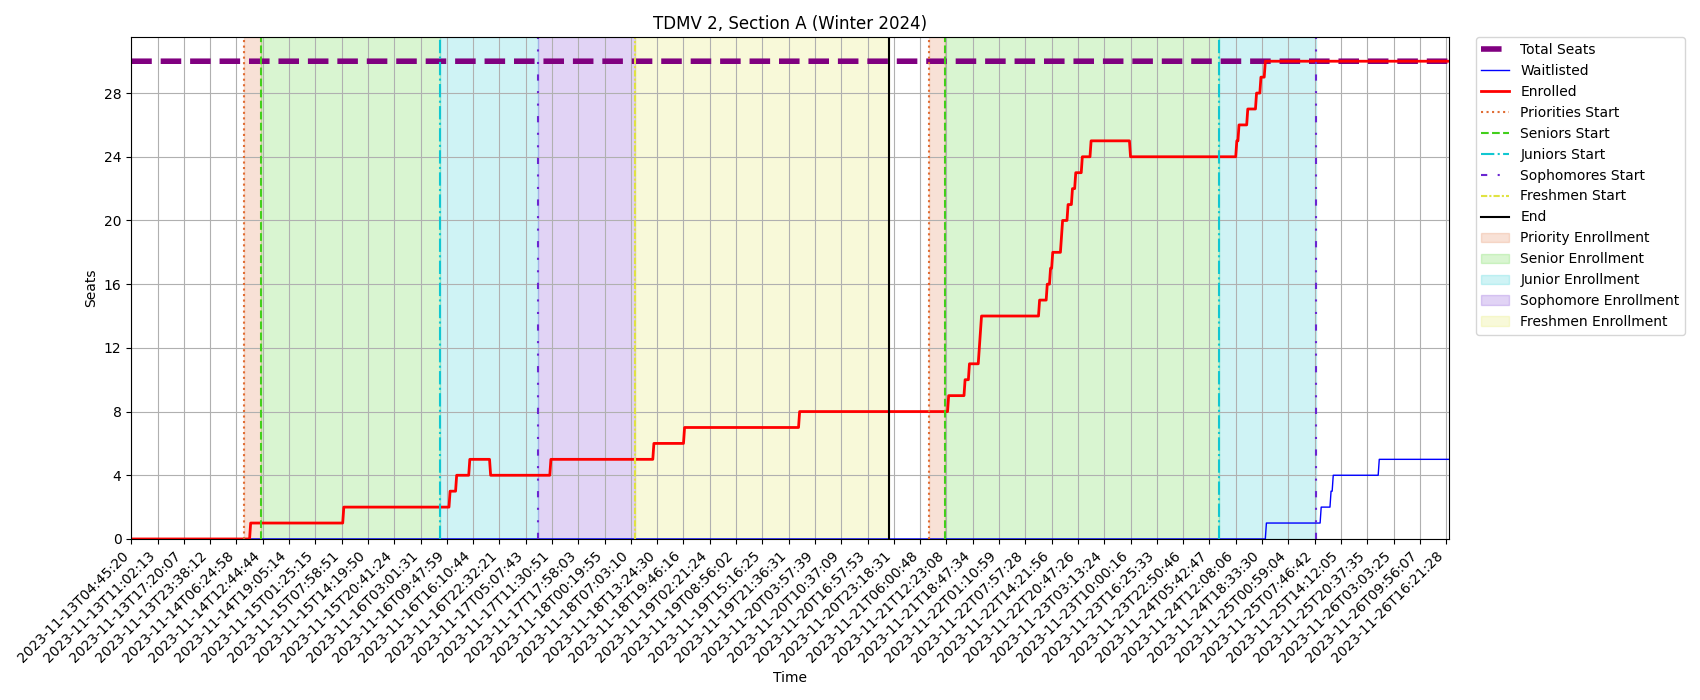 TDMV 2, Section A (Winter 2024)
Seats
28
24
20
16
12
8
4
0
2023-11-13T04:45:20
2023-11-13T11:02:13
2023-11-13T17:20:07
2023-11-13T23:38:12
2023-11-14T06:24:58
2023-11-14T12:44:44
2023-11-14T19:05:14
2023-11-15T01:25:15
2023-11-15T07:58:51
2023-11-15T14:19:50
2023-11-15T20:41:24
2023-11-16T03:01:31
2023-11-16T09:47:59
2023-11-16T16:10:44
2023-11-16T22:32:21
2023-11-17T05:07:43
2023-11-17T11:30:51
2023-11-17T17:58:03
2023-11-18T00:19:55
2023-11-18T07:03:10
2023-11-18T13:24:30
2023-11-18T19:46:16
2023-11-19T02:21:24
2023-11-19T08:56:02
2023-11-19T15:16:25
2023-11-19T21:36:31
2023-11-20T03:57:39
2023-11-20T10:37:09
2023-11-20T16:57:53
2023-11-20T23:18:31
2023-11-21T06:00:48
2023-11-21T12:23:08
2023-11-21T18:47:34
2023-11-22T01:10:59
2023-11-22T07:57:28
2023-11-22T14:21:56
2023-11-22T20:47:26
2023-11-23T03:13:24
2023-11-23T10:00:16
2023-11-23T16:25:33
2023-11-23T22:50:46
2023-11-24T05:42:47
2023-11-24T12:08:06
2023-11-24T18:33:30
2023-11-25T00:59:04
2023-11-25T07:46:42
2023-11-25T14:12:05
2023-11-25T20:37:35
2023-11-26T03:03:25
2023-11-26T09:56:07
2023-11-26T16:21:28
Time
Total Seats
Waitlisted
Enrolled
Priorities Start
Seniors Start
Juniors Start
Sophomores Start
Freshmen Start
End
Priority Enrollment
Senior Enrollment
Junior Enrollment
Sophomore Enrollment
Freshmen Enrollment